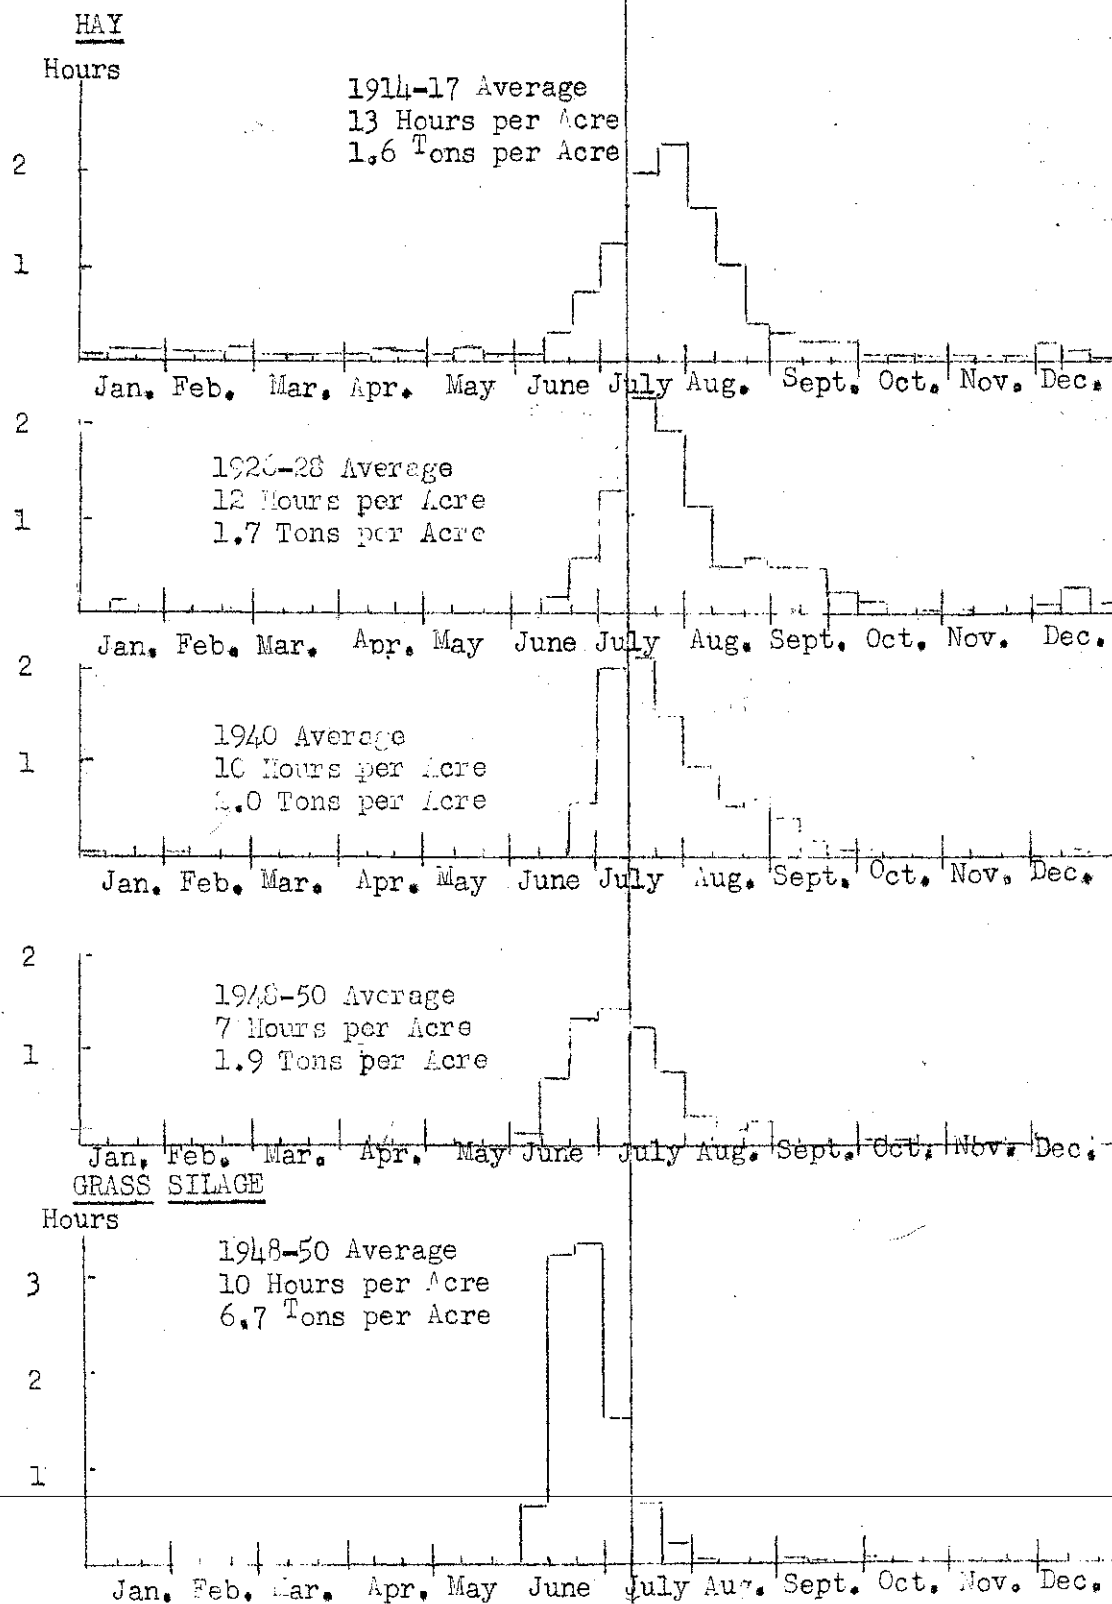 HAY
Hours
1914-17 Average
13 Hours per Acre
1.6 Tons per Acre
2
1
Jan. Feb. Mar. Apr. May June July Aug. Sept. Oct. Nov. Dec.
2
1926-28 Average
12 Hours per Acre
1
1.7 Tons per Acre
Jan. Feb. Mar. Apr. May June July Aug. Sept. Oct. Nov. Dec.
2
1940 Average
1
10 Hours per Acre
2.0 Tons per Acre
Jan. Feb. Mar. Apr. May June July Aug. Sept. Oct. Nov. Dec.
2
1948-50 Average
7 Hours per Acre
1
1.9 Tons per Acre
Jan. Feb. Mar. Apr. May June July Aug. Sept. Oct. Nov. Dec.
GRASS SILAGE
Hours
1948-50 Average
3
10 Hours per Acre
6.7 Tons per Acre
2
1
Jan. Feb. Mar. Apr. May June July Aug. Sept. Oct. Nov. Dec.